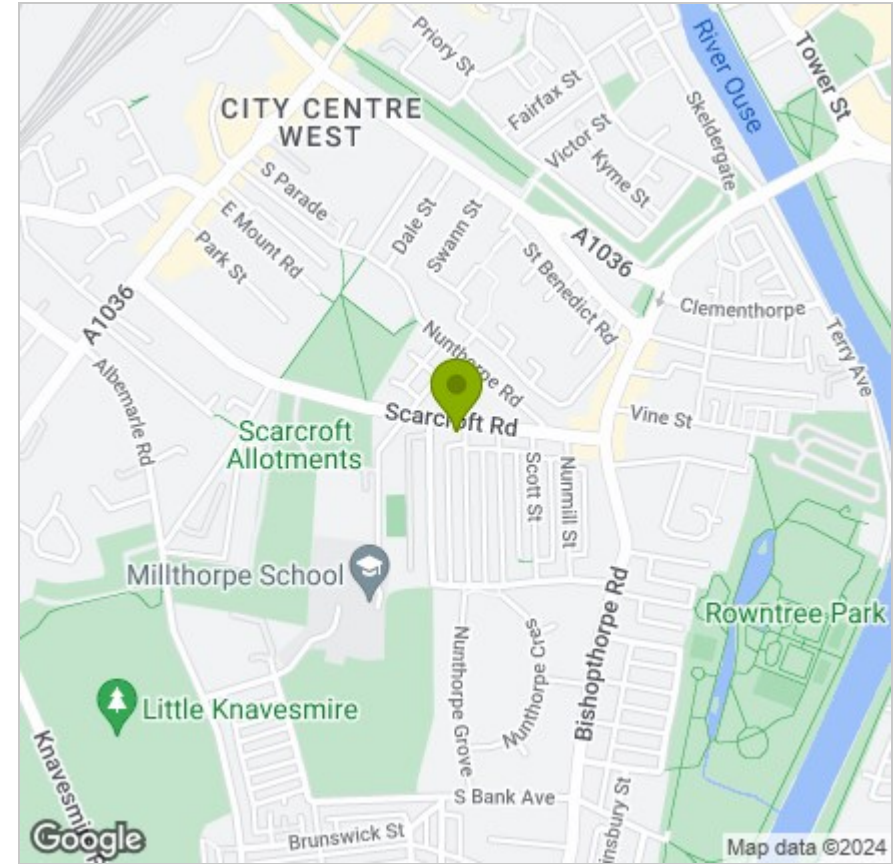 Priory St
River Ouse
Tower St
CITY CENTRE
WEST
Fairfax St
Skeldergate
Victor St
Kyme St
S Parade
Dale St
Swann St
E Mount Rd
Park St
A1036
St Benedict Rd
A1036
Clementhorpe
Terry Ave
Nunthorpe Rd
Albemarle Rd
Scarcroft Rd
Vine St
Scarcroft
Allotments
Scott St
Nunmill St
Millthorpe School
Bishopthorpe Rd
Rowntree Park
Nunthorpe Grove
Nunthorpe Cres
Little Knavesmire
Knavesmire R
S Bank Ave
insbury St
Brunswick St
Google
Map data ©2024